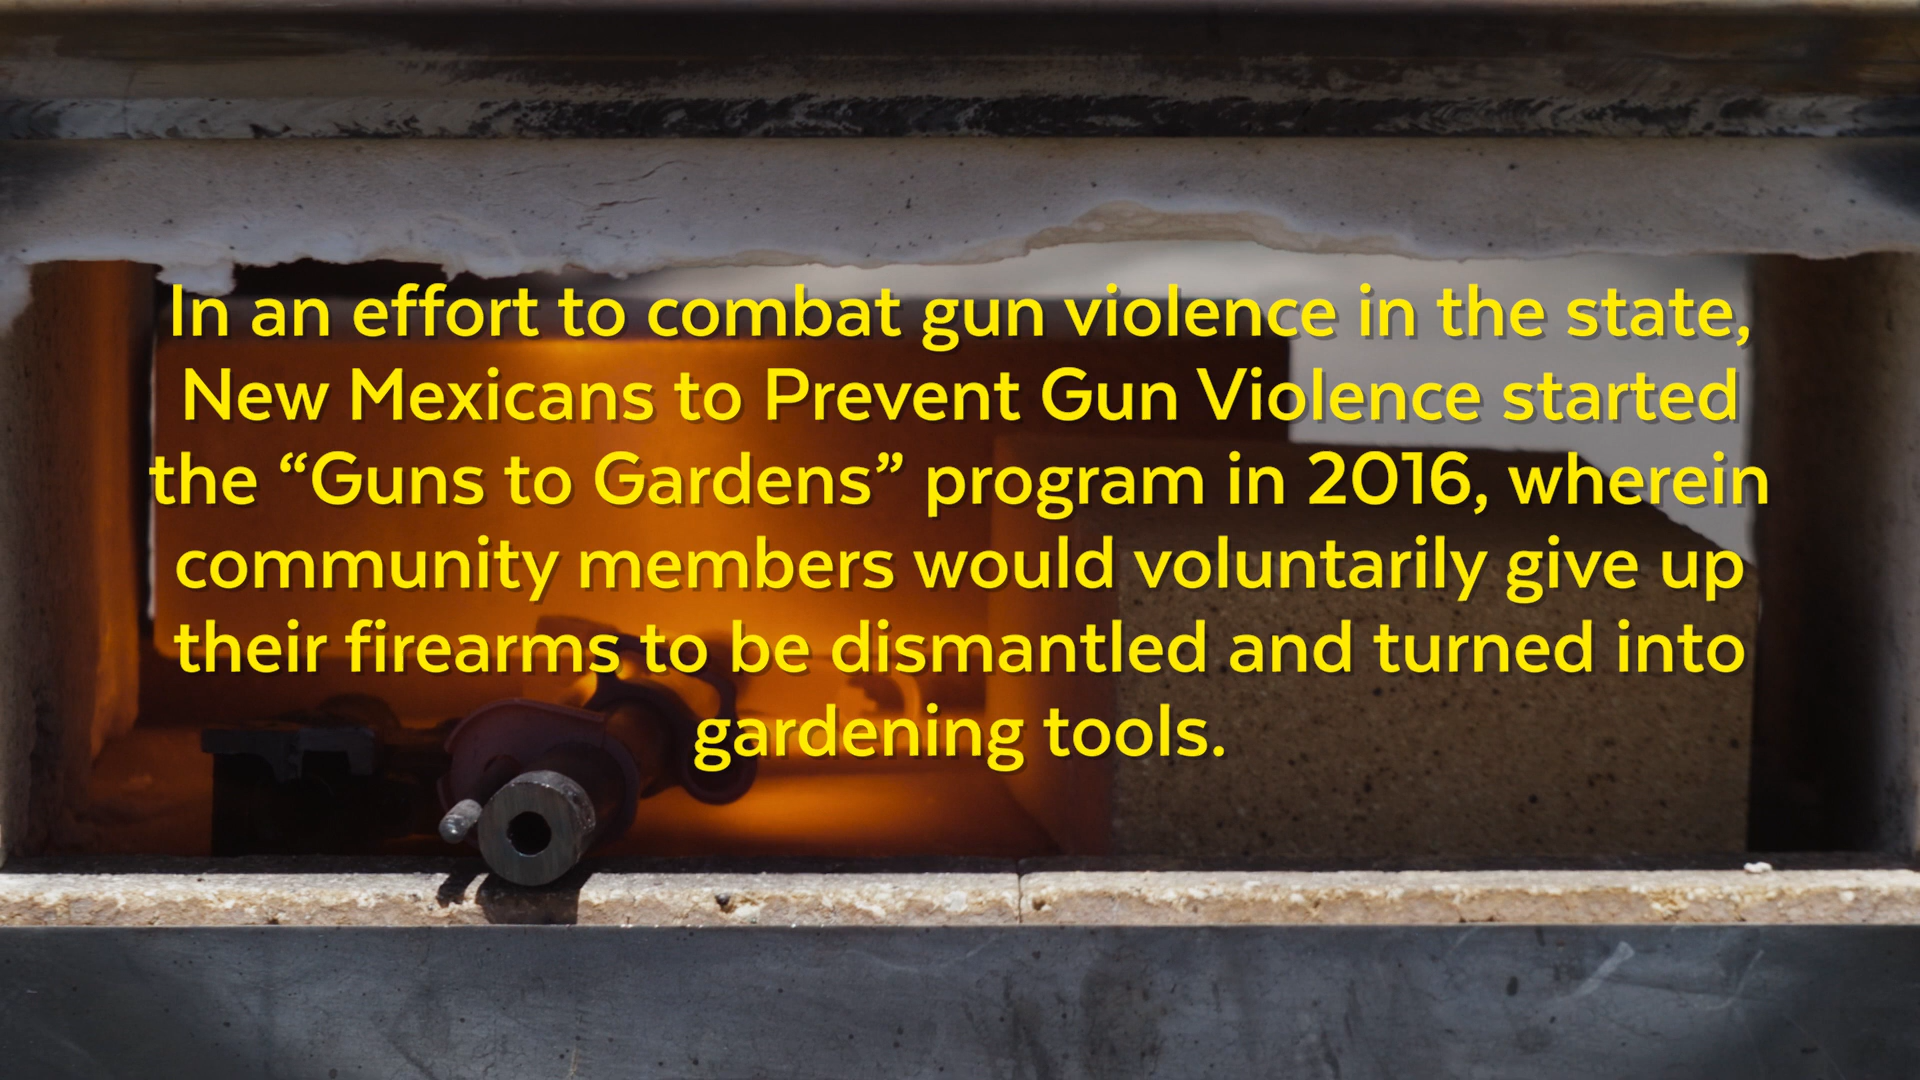 In an effort to combat gun violence in the state,
New Mexicans to Prevent Gun Violence started
the “Guns to Gardens” program in 2016, wherein
community members would voluntarily give up
their firearms to be dismantled and turned into
gardening tools.